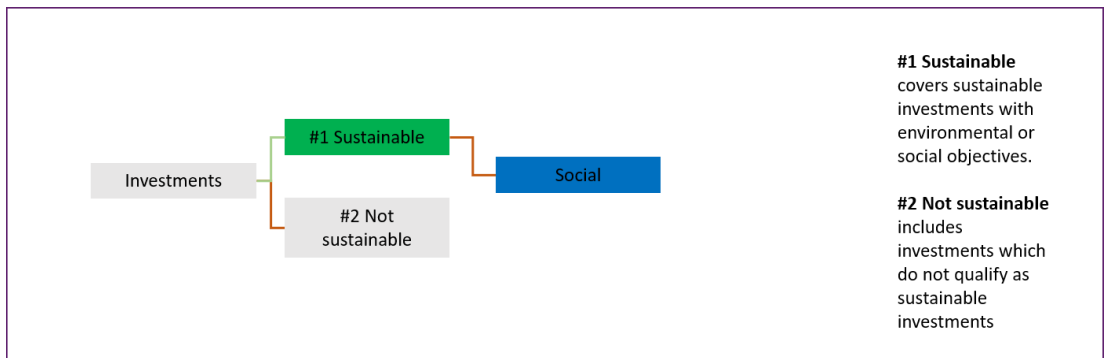 Investments
#1 Sustainable
#2 Not
sustainable
Social
#1 Sustainable
covers sustainable
investments with
environmental or
social objectives.
#2 Not sustainable
includes
investments which
do not qualify as
sustainable
investments